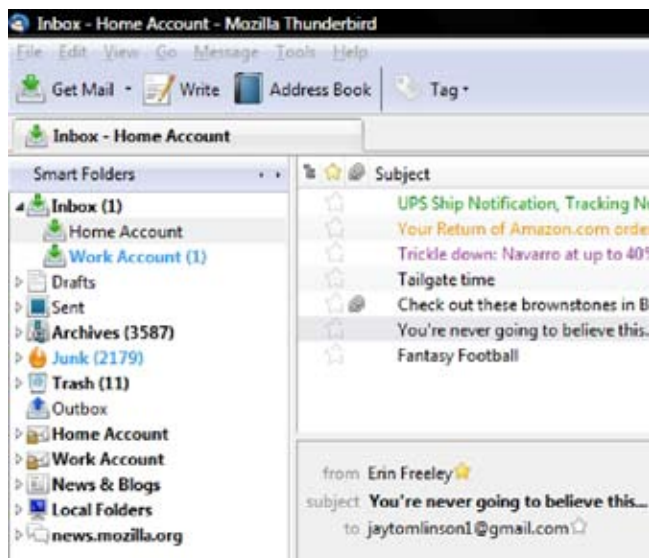 Inbox - Home Account - Mozilla Thunderbird
File Edit View Go Message Tools Help
Get Mail Write Address Book Tag
Inbox - Home Account
Smart Folders
Subject
Inbox (1)
Home Account
Work Account (1)
Drafts
Sent
Archives (3587)
Junk (2179)
Trash (11)
Outbox
Home Account
Work Account
News & Blogs
Local Folders
news.mozilla.org
UPS Ship Notification, Tracking N
Your Return of Amazon.com orde
Trickle down: Navarro at up to 40%
Tailgate time
Check out these brownstones in B
You're never going to believe this.
Fantasy Football
from Erin Freeley
subject You're never going to believe this...
to jaytomlinson1@gmail.com